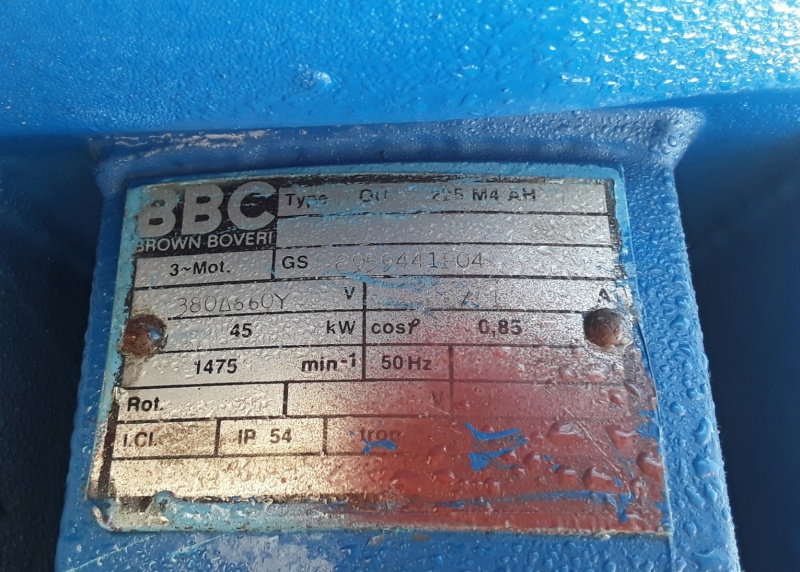 BBC
BROWN BOVERI
Type 225 M4 AH
3~Mot. GS
380Δ660Y V A
45 kW cosφ 0,85
1475 min-1 50 Hz
Rot. V
I.Cl. IP 54 trop